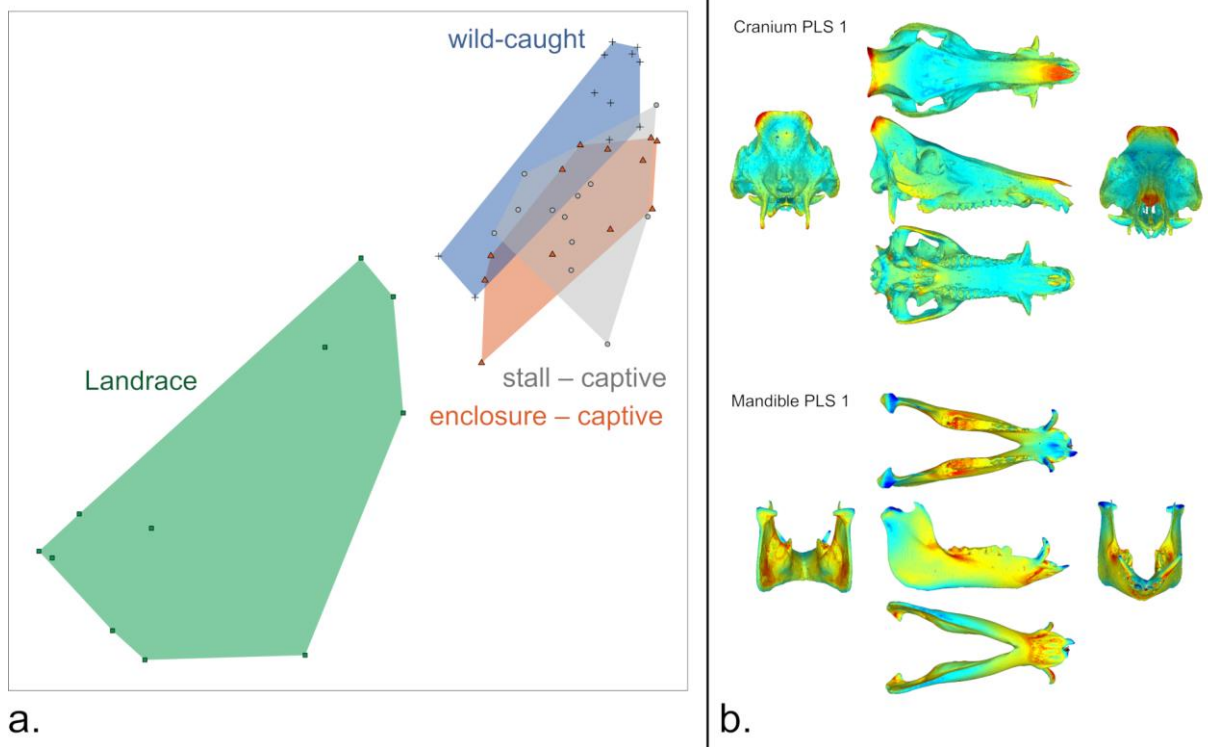 wild-caught
Landrace
stall – captive
enclosure – captive
a.
Cranium PLS 1
Mandible PLS 1
b.